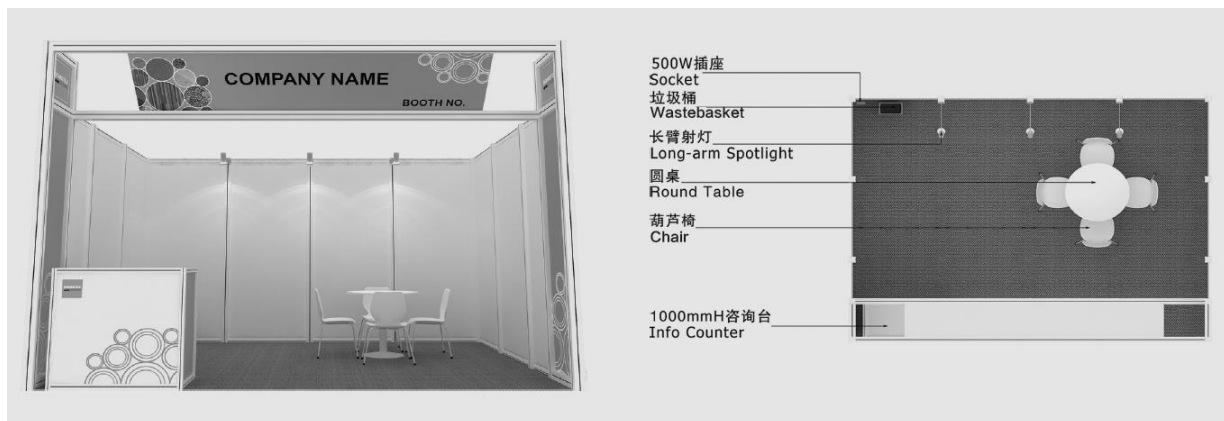 COMPANY NAME
BOOTH NO.
500W插座
Socket
垃圾桶
Wastebasket
长臂射灯
Long-arm Spotlight
圆桌
Round Table
葫芦椅
Chair
1000mmH咨询台
Info Counter